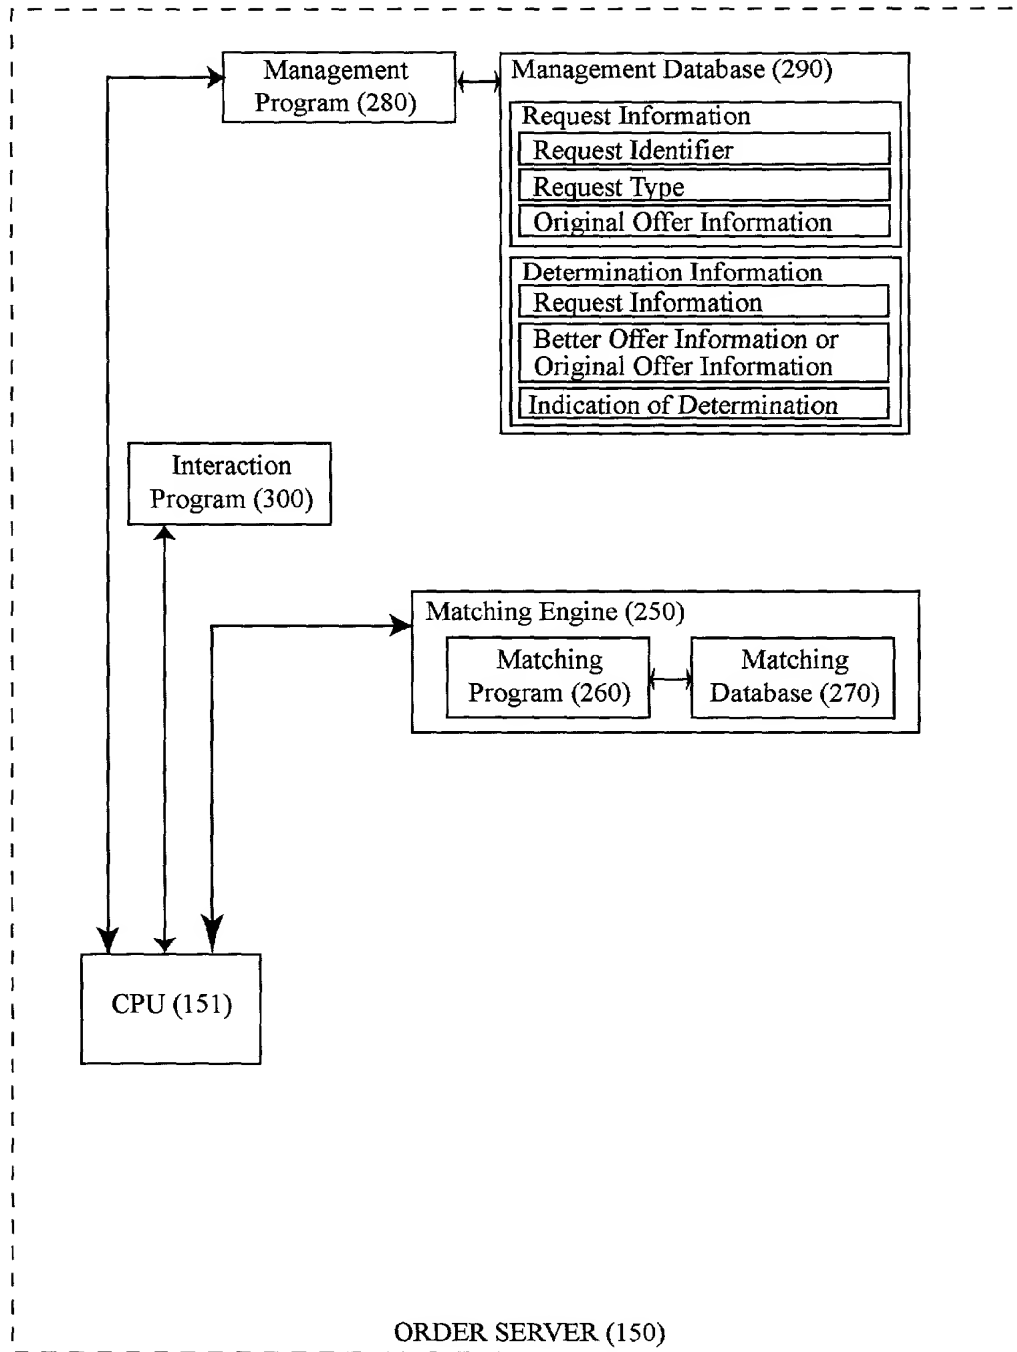 Management
Program (280)
Management Database (290)
Request Information
Request Identifier
Request Type
Original Offer Information
Determination Information
Request Information
Better Offer Information or
Original Offer Information
Indication of Determination
Interaction
Program (300)
Matching Engine (250)
Matching
Program (260)
Matching
Database (270)
CPU (151)
ORDER SERVER (150)